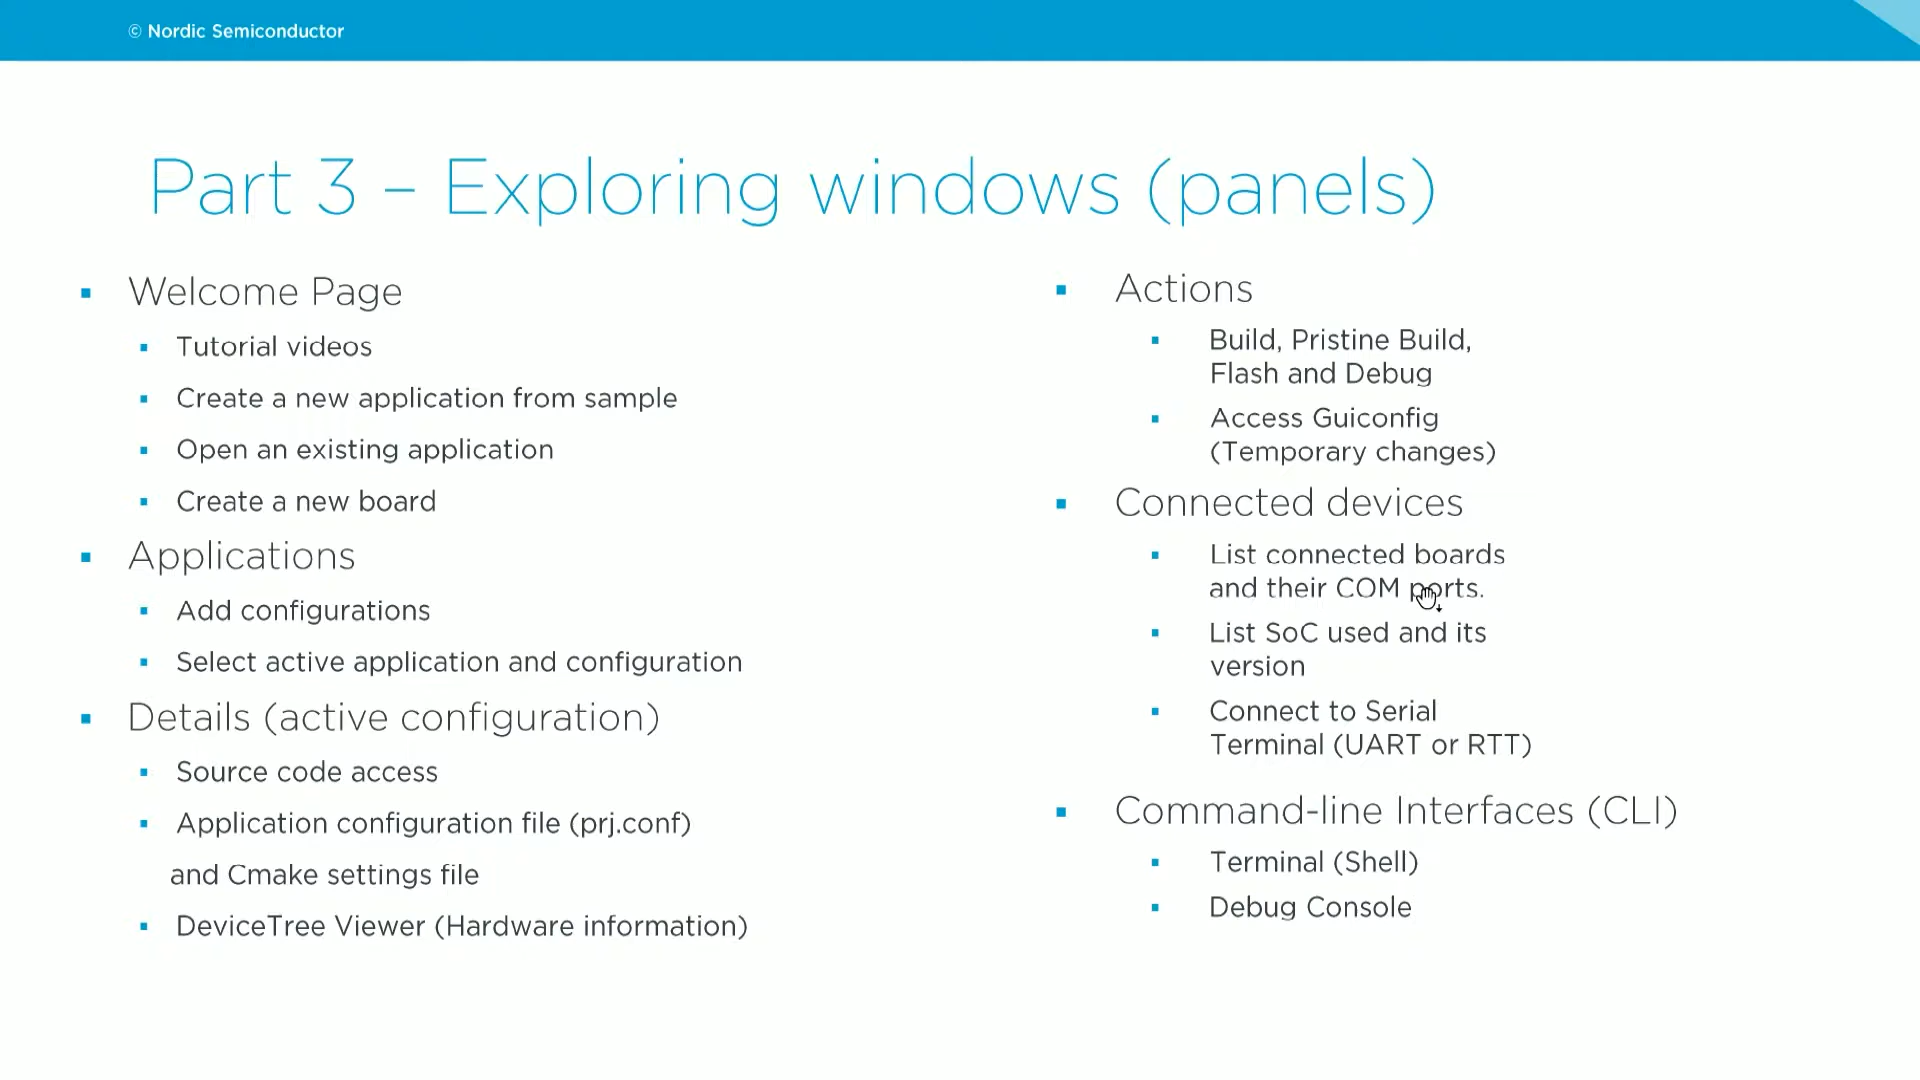 © Nordic Semiconductor
Part 3 – Exploring windows (panels)
Welcome Page
Tutorial videos
Create a new application from sample
Open an existing application
Create a new board
Applications
Add configurations
Select active application and configuration
Details (active configuration)
Source code access
Application configuration file (prj.conf)
and Cmake settings file
DeviceTree Viewer (Hardware information)
Actions
Build, Pristine Build,
Flash and Debug
Access Guiconfig
(Temporary changes)
Connected devices
List connected boards
and their COM ports.
List SoC used and its
version
Connect to Serial
Terminal (UART or RTT)
Command-line Interfaces (CLI)
Terminal (Shell)
Debug Console